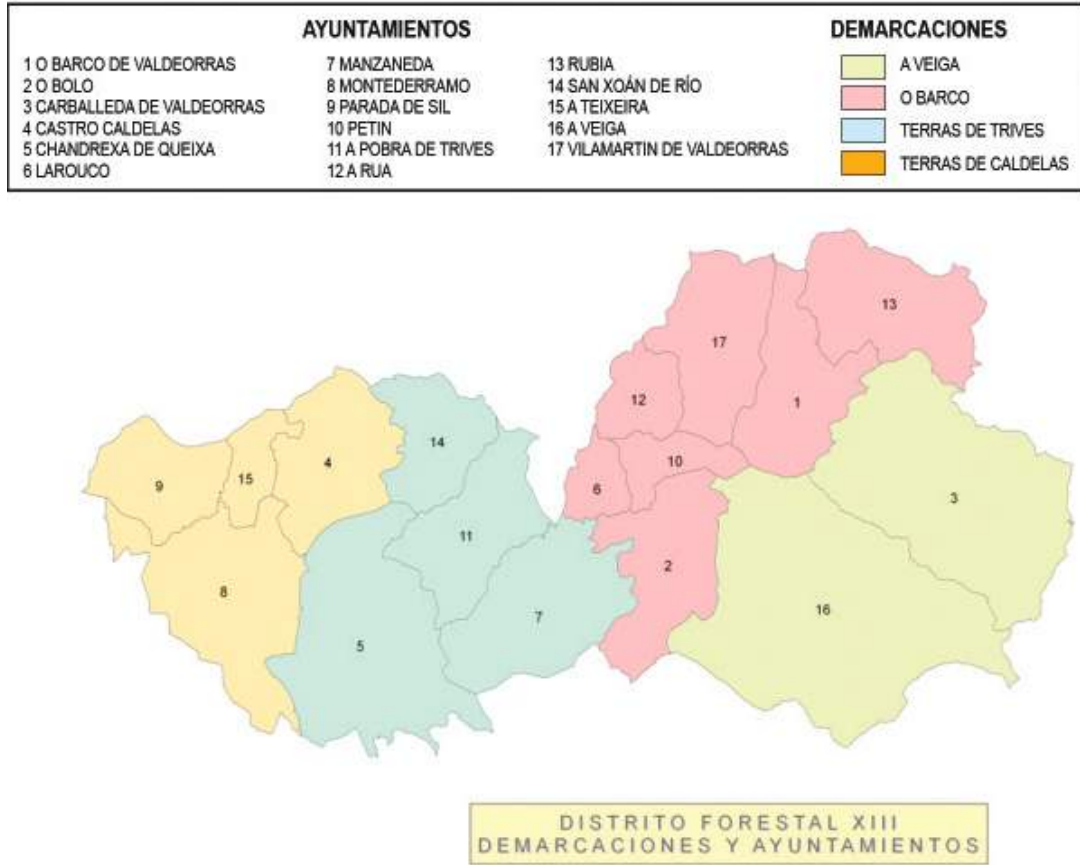 AYUNTAMIENTOS
1 O BARCO DE VALDEORRAS
2 O BOLO
3 CARBALLEDA DE VALDEORRAS
4 CASTRO CALDELAS
5 CHANDREXA DE QUEIXA
6 LAROUCO
7 MANZANEDA
8 MONTEDERRAMO
9 PARADA DE SIL
10 PETIN
11 A POBRA DE TRIVES
12 A RUA
13 RUBIA
14 SAN XOÁN DE RÍO
15 A TEIXEIRA
16 A VEIGA
17 VILAMARTIN DE VALDEORRAS
DEMARCACIONES
A VEIGA
O BARCO
TERRAS DE TRIVES
TERRAS DE CALDELAS
13
17
12
1
14
4
10
15
9
6
3
11
2
8
16
7
5
DISTRITO FORESTAL XIII
DEMARCACIONES Y AYUNTAMIENTOS